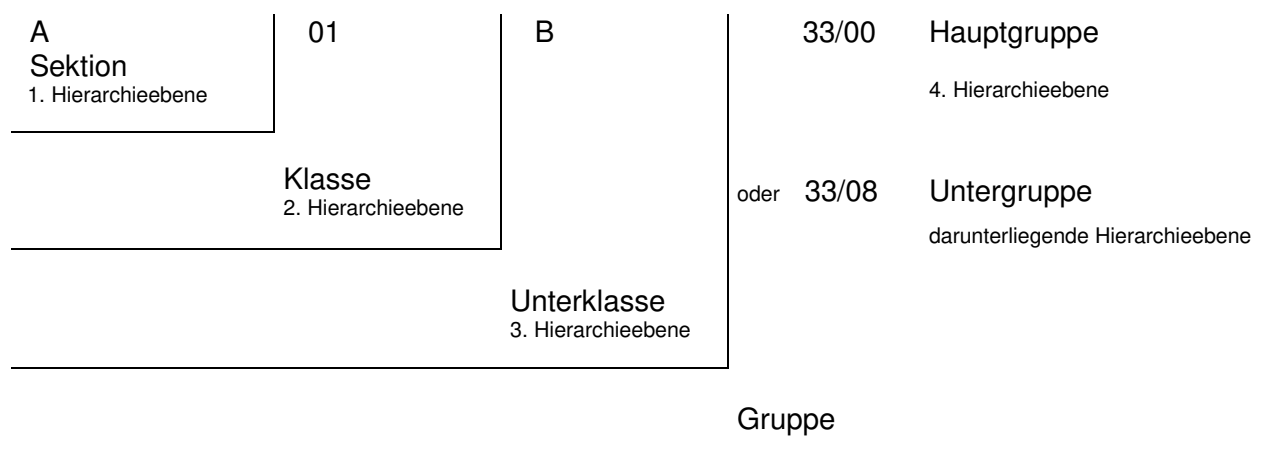 A 01 B 33/00 Hauptgruppe
Sektion
1. Hierarchieebene 4. Hierarchieebene
Klasse oder 33/08 Untergruppe
2. Hierarchieebene
darunterliegende Hierarchieebene
Unterklasse
3. Hierarchieebene
Gruppe